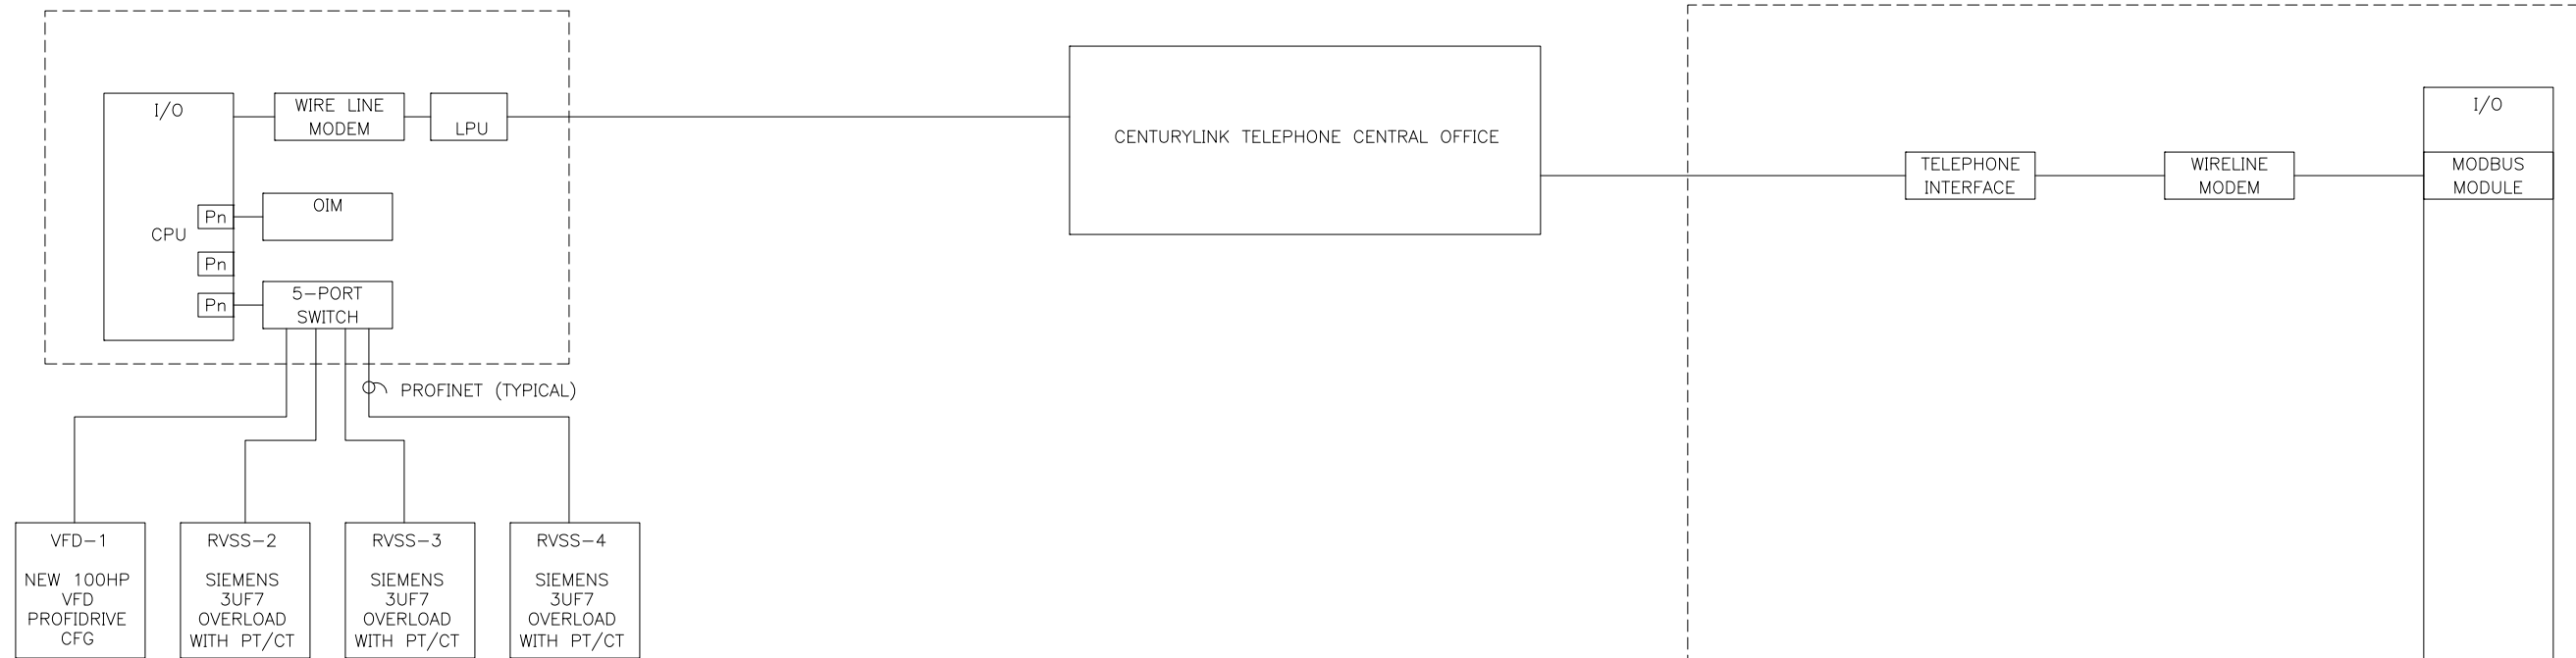 I/O
WIRE LINE
MODEM
LPU
CENTURYLINK TELEPHONE CENTRAL OFFICE
I/O
TELEPHONE
INTERFACE
WIRELINE
MODEM
MODBUS
MODULE
Pn
OIM
CPU
Pn
Pn
5-PORT
SWITCH
PROFINET (TYPICAL)
VFD-1
NEW 100HP
VFD
PROFIDRIVE
CFG
RVSS-2
SIEMENS
3UF7
OVERLOAD
WITH PT/CT
RVSS-3
SIEMENS
3UF7
OVERLOAD
WITH PT/CT
RVSS-4
SIEMENS
3UF7
OVERLOAD
WITH PT/CT